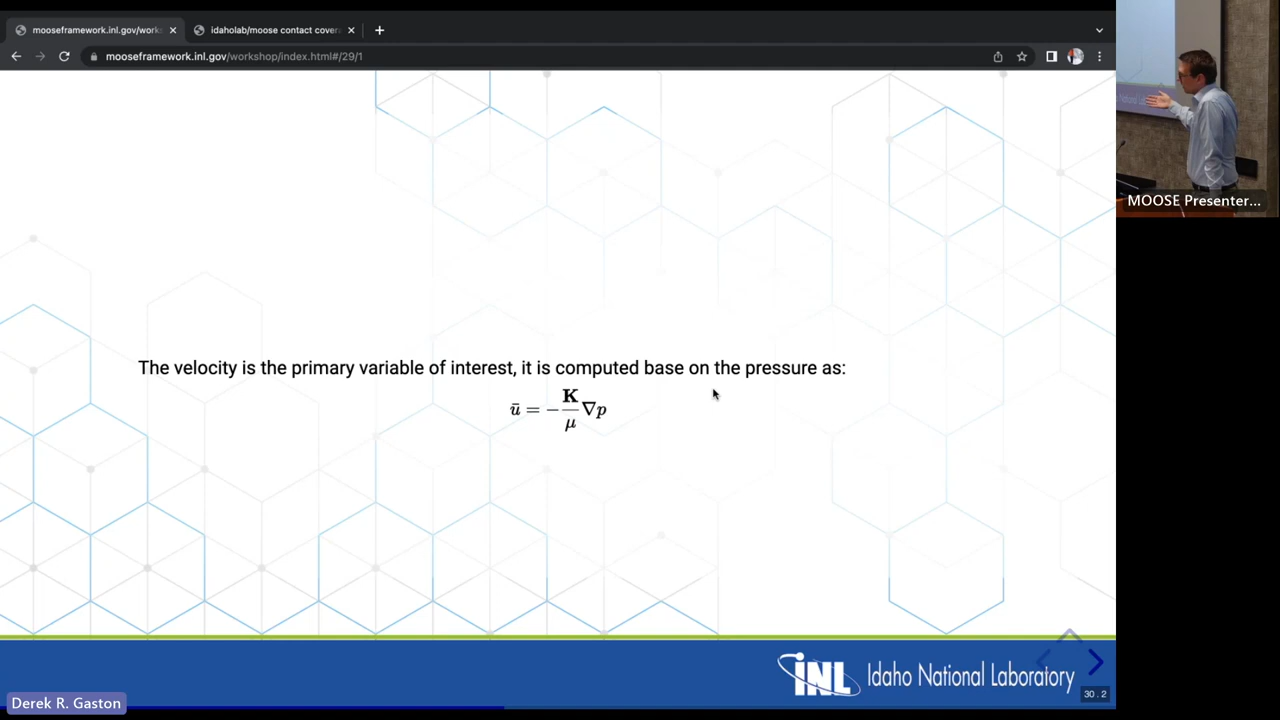 mooseframework.inl.gov/works
idaholab/moose contact cover
mooseframework.inl.gov/workshop/index.html#/29/1
MOOSE Presenter...
The velocity is the primary variable of interest, it is computed base on the pressure as:
ū = −K/μ ∇p
INL Idaho National Laboratory
30.2
Derek R. Gaston